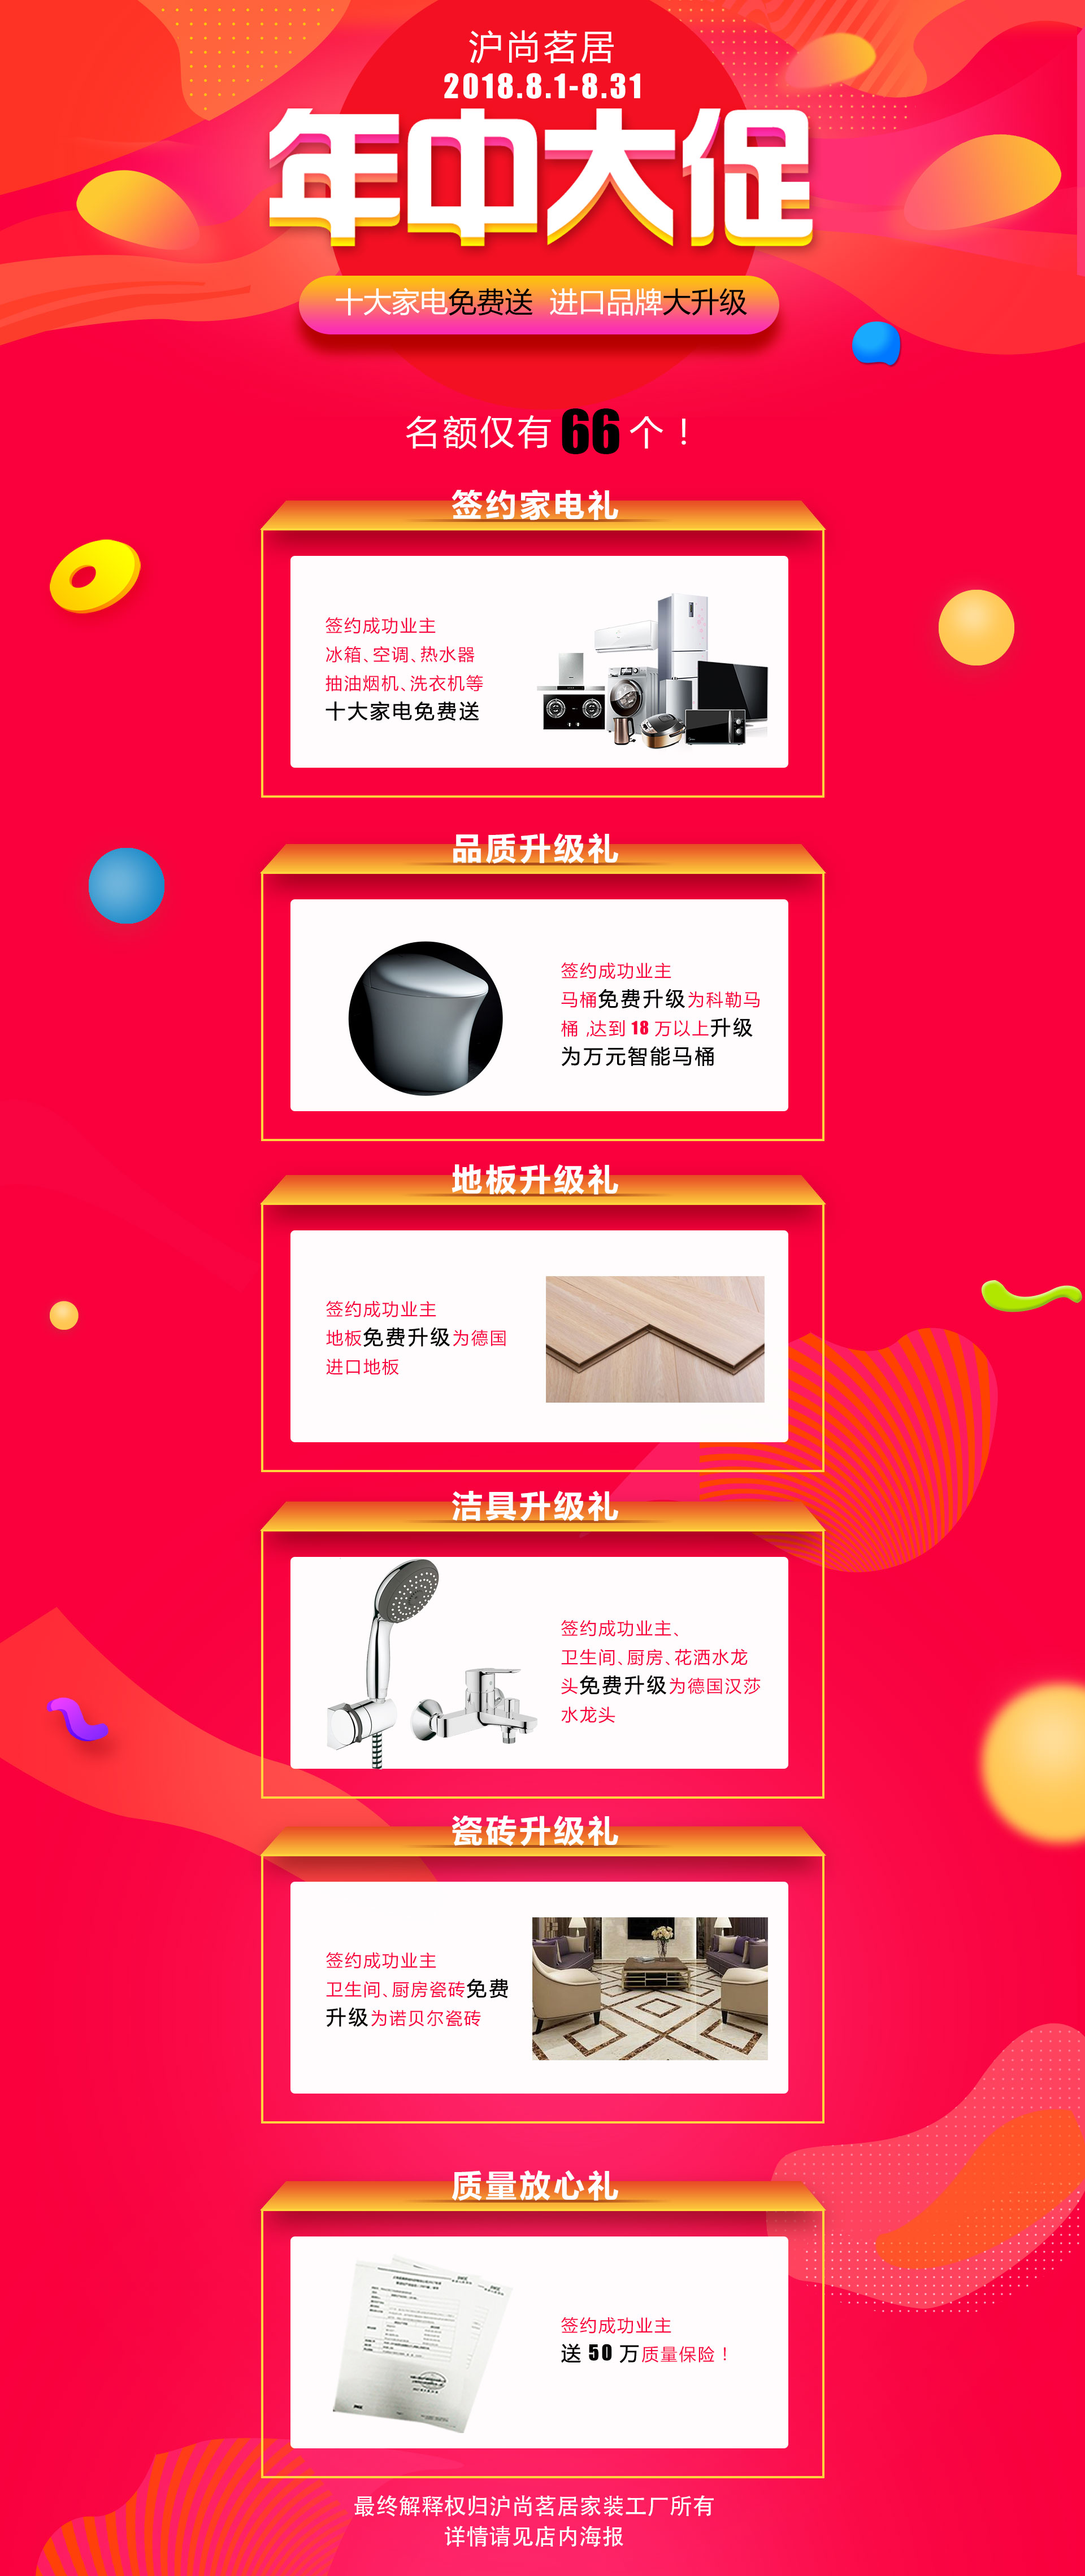 沪尚茗居
2018.8.1-8.31
年中大促
十大家电免费送 进口品牌大升级
名额仅有66个！
签约家电礼
签约成功业主
冰箱、空调、热水器
抽油烟机、洗衣机等
十大家电免费送
品质升级礼
签约成功业主
马桶免费升级为科勒马
桶，达到18万以上升级
为万元智能马桶
地板升级礼
签约成功业主
地板免费升级为德国
进口地板
洁具升级礼
签约成功业主、
卫生间、厨房、花洒水龙
头免费升级为德国汉莎
水龙头
瓷砖升级礼
签约成功业主
卫生间、厨房瓷砖免费
升级为诺贝尔瓷砖
质量放心礼
签约成功业主
送50万质量保险！
最终解释权归沪尚茗居家装工厂所有
详情请见店内海报